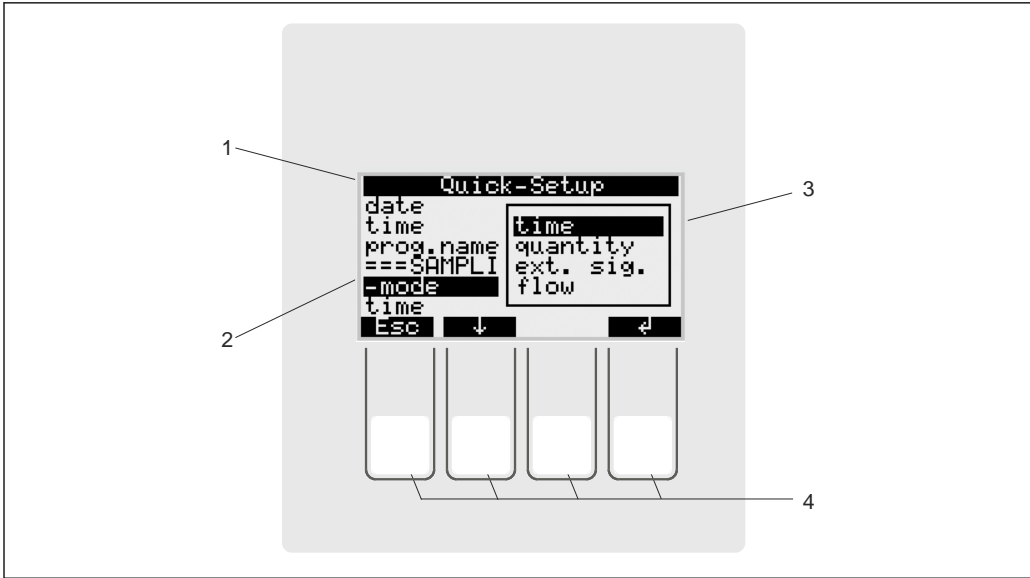 1
Quick-Setup
3
date
time
prog.name
===SAMPLI
-mode
time
time
quantity
ext. sig.
flow
2
Esc ↓ ↲
4